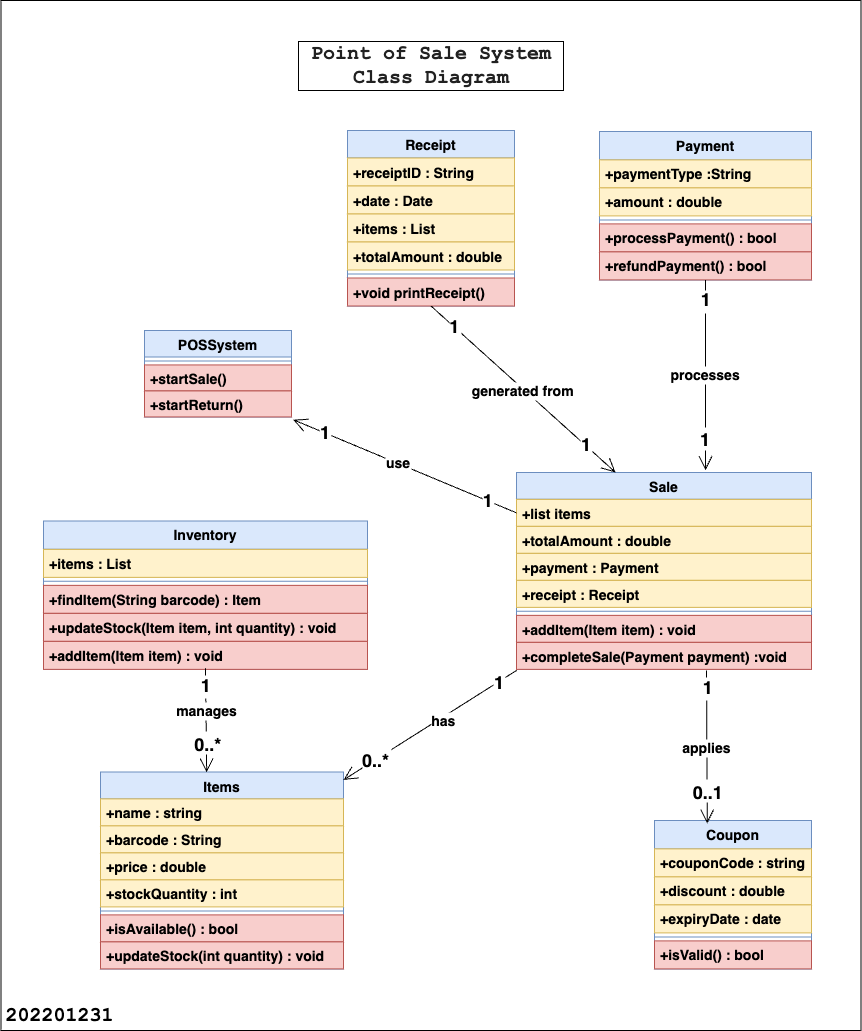 Point of Sale System
Class Diagram
Receipt
+receiptID : String
+date : Date
+items : List
+totalAmount : double
+void printReceipt()
Payment
+paymentType :String
+amount : double
+processPayment() : bool
+refundPayment() : bool
1
generated from
1
1
processes
1
POSSystem
+startSale()
+startReturn()
1
use
1
Sale
+list items
+totalAmount : double
+payment : Payment
+receipt : Receipt
+addItem(Item item) : void
+completeSale(Payment payment) :void
Inventory
+items : List
+findItem(String barcode) : Item
+updateStock(Item item, int quantity) : void
+addItem(Item item) : void
1
manages
0..*
1
has
0..*
1
applies
0..1
Items
+name : string
+barcode : String
+price : double
+stockQuantity : int
+isAvailable() : bool
+updateStock(int quantity) : void
Coupon
+couponCode : string
+discount : double
+expiryDate : date
+isValid() : bool
202201231